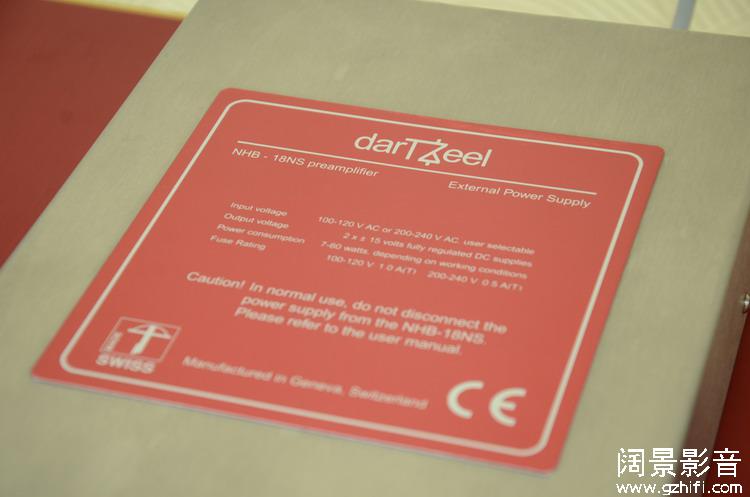 darTZeel
NHB - 18NS preamplifier
External Power Supply
Input voltage 100-120 V AC or 200-240 V AC, user selectable
Output voltage 2 x ± 15 volts fully regulated DC supplies
Power consumption 7-60 watts, depending on working conditions
Fuse Rating 100-120 V 1.0 A(T) 200-240 V 0.5 A(T)
Caution! In normal use, do not disconnect the
power supply from the NHB-18NS.
Please refer to the user manual.
SWISS
Manufactured in Geneva, Switzerland
CE
阔景影音
www.gzhifi.com